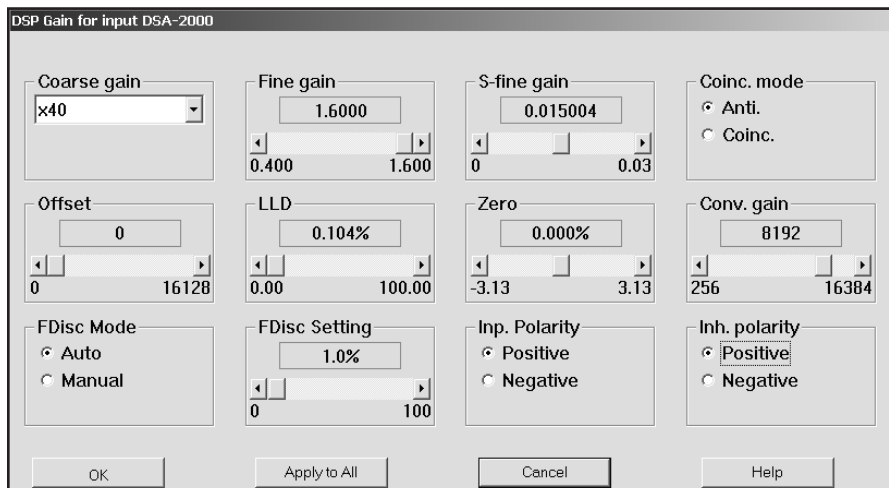 DSP Gain for input DSA-2000
Coarse gain
x40
Fine gain
1.6000
0.400 1.600
S-fine gain
0.015004
0 0.03
Coinc. mode
Anti.
Coinc.
Offset
0
0 16128
LLD
0.104%
0.00 100.00
Zero
0.000%
-3.13 3.13
Conv. gain
8192
256 16384
FDisc Mode
Auto
Manual
FDisc Setting
1.0%
0 100
Inp. Polarity
Positive
Negative
Inh. polarity
Positive
Negative
OK Apply to All Cancel Help